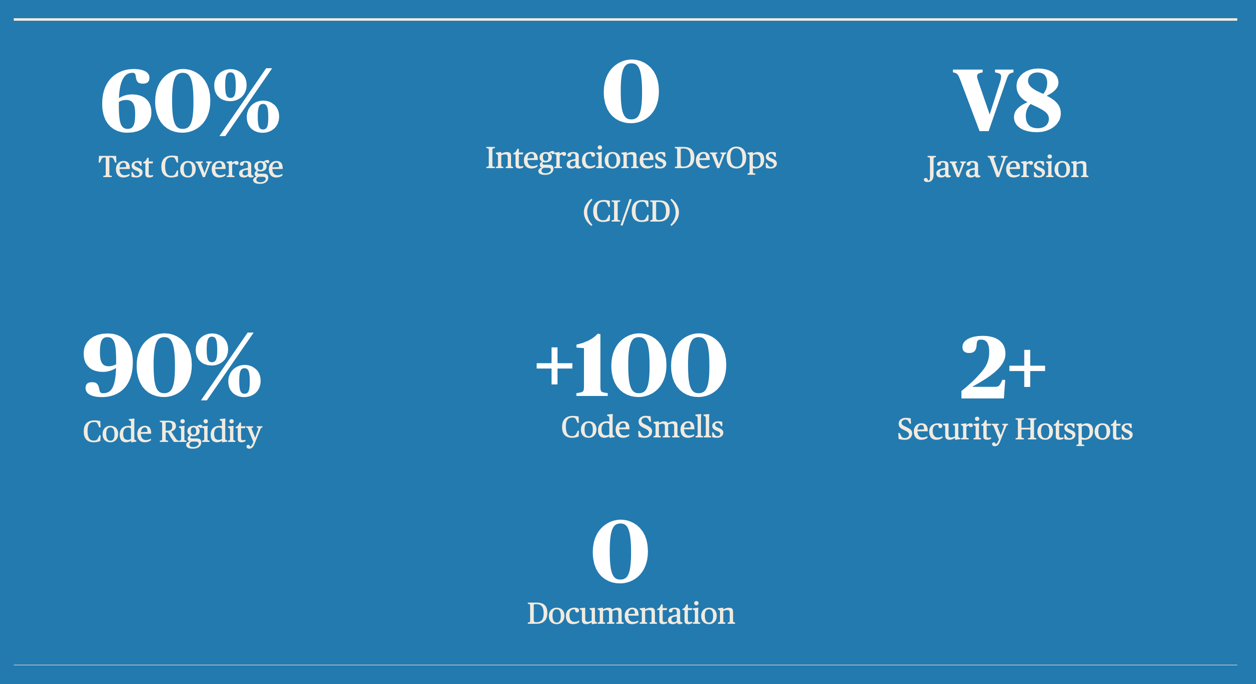 60%
Test Coverage
0
Integraciones DevOps
(CI/CD)
V8
Java Version
90%
Code Rigidity
+100
Code Smells
2+
Security Hotspots
0
Documentation